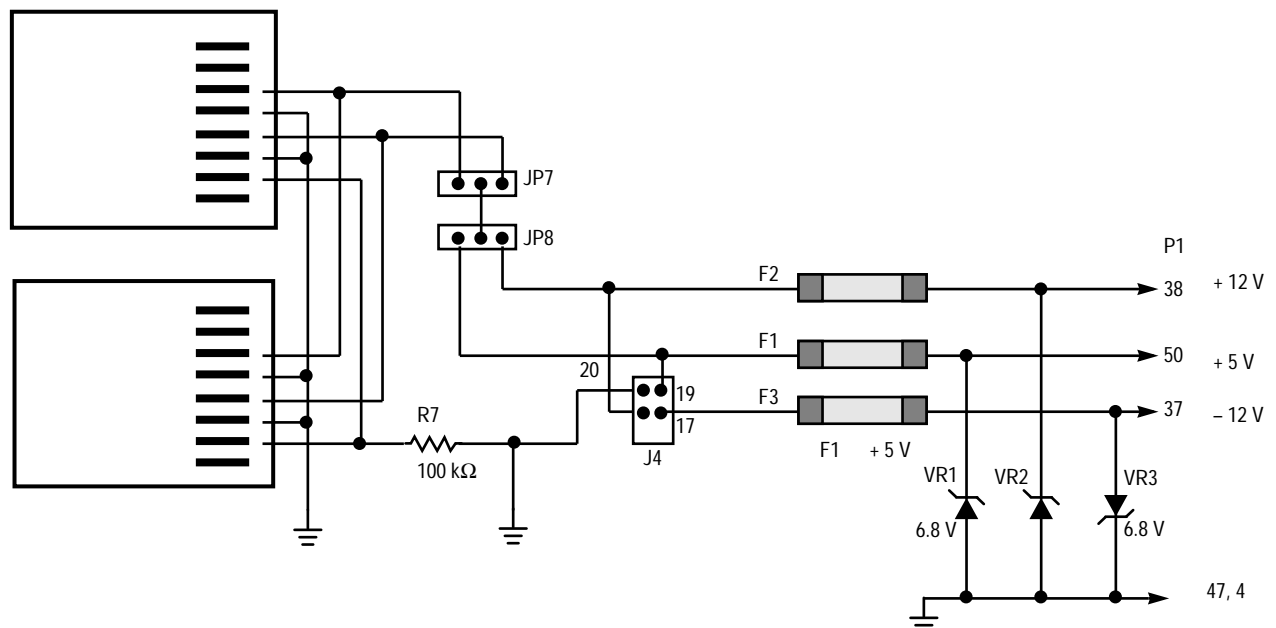 JP7
JP8
P1
F2
38
+ 12 V
F1
50
+ 5 V
20
19
F3
37
– 12 V
17
R7
100 kΩ
J4
F1 + 5 V
VR1
VR2
VR3
6.8 V
6.8 V
47, 4